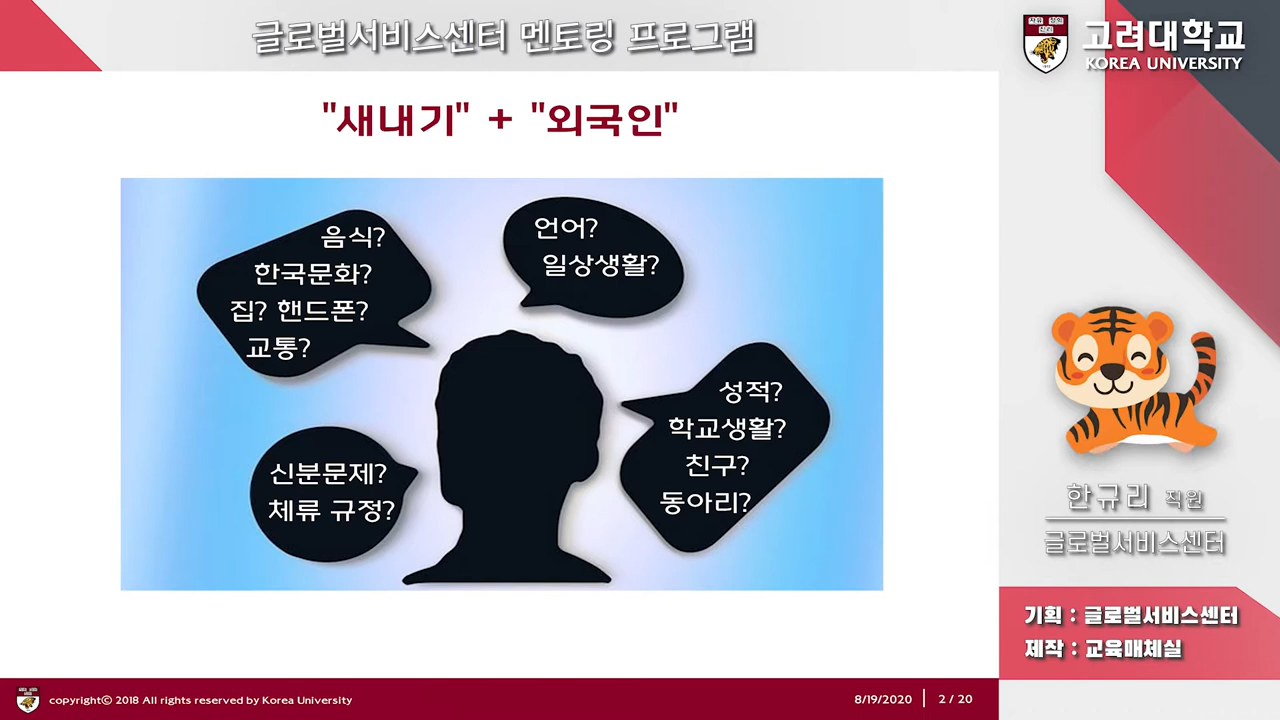 글로벌서비스센터 멘토링 프로그램
고려대학교
KOREA UNIVERSITY
"새내기" + "외국인"
음식?
한국문화?
집? 핸드폰?
교통?
언어?
일상생활?
성적?
학교생활?
친구?
동아리?
신분문제?
체류 규정?
한규리 직원
글로벌서비스센터
기획 : 글로벌서비스센터
제작 : 교육매체실
copyright© 2018 All rights reserved by Korea University
8/19/2020 | 2 / 20